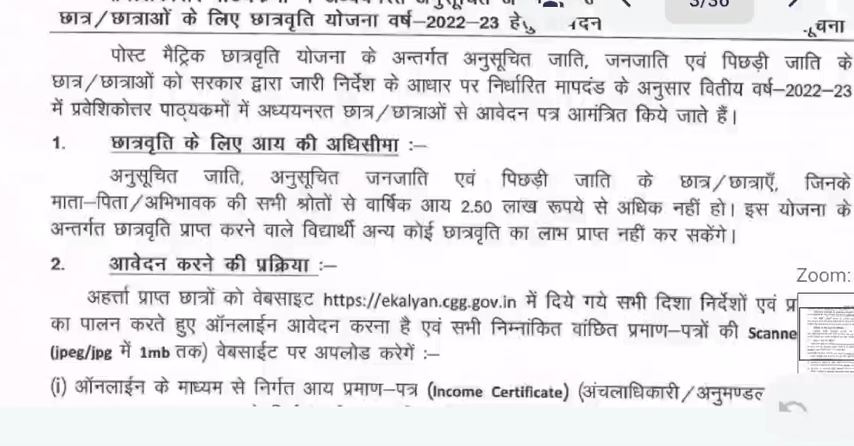 छात्र/छात्राओं के लिए छात्रवृति योजना वर्ष–2022–23
3/36
पोस्ट मैट्रिक छात्रवृति योजना के अन्तर्गत अनुसूचित जाति, जनजाति एवं पिछड़ी जाति के
छात्र/छात्राओं को सरकार द्वारा जारी निर्देश के आधार पर निर्धारित मापदंड के अनुसार वितीय वर्ष–2022–23
में प्रवेशिकोत्तर पाठ्यकमों में अध्ययनरत छात्र/छात्राओं से आवेदन पत्र आमंत्रित किये जाते हैं।
1. छात्रवृति के लिए आय की अधिसीमा :–
अनुसूचित जाति, अनुसूचित जनजाति एवं पिछड़ी जाति के छात्र/छात्राएँ, जिनके
माता–पिता/अभिभावक की सभी श्रोतों से वार्षिक आय 2.50 लाख रूपये से अधिक नहीं हो। इस योजना के
अन्तर्गत छात्रवृति प्राप्त करने वाले विद्यार्थी अन्य कोई छात्रवृति का लाभ प्राप्त नहीं कर सकेंगे।
2. आवेदन करने की प्रक्रिया :–
Zoom:
अहर्त्ता प्राप्त छात्रों को वेबसाइट https://ekalyan.cgg.gov.in में दिये गये सभी दिशा निर्देशों एवं प्र
का पालन करते हुए ऑनलाईन आवेदन करना है एवं सभी निम्नांकित वांछित प्रमाण–पत्रों की Scanne
(jpeg/jpg में 1mb तक) वेबसाईट पर अपलोड करेगें :–
(i) ऑनलाईन के माध्यम से निर्गत आय प्रमाण–पत्र (Income Certificate) (अंचलाधिकारी/अनुमण्डल